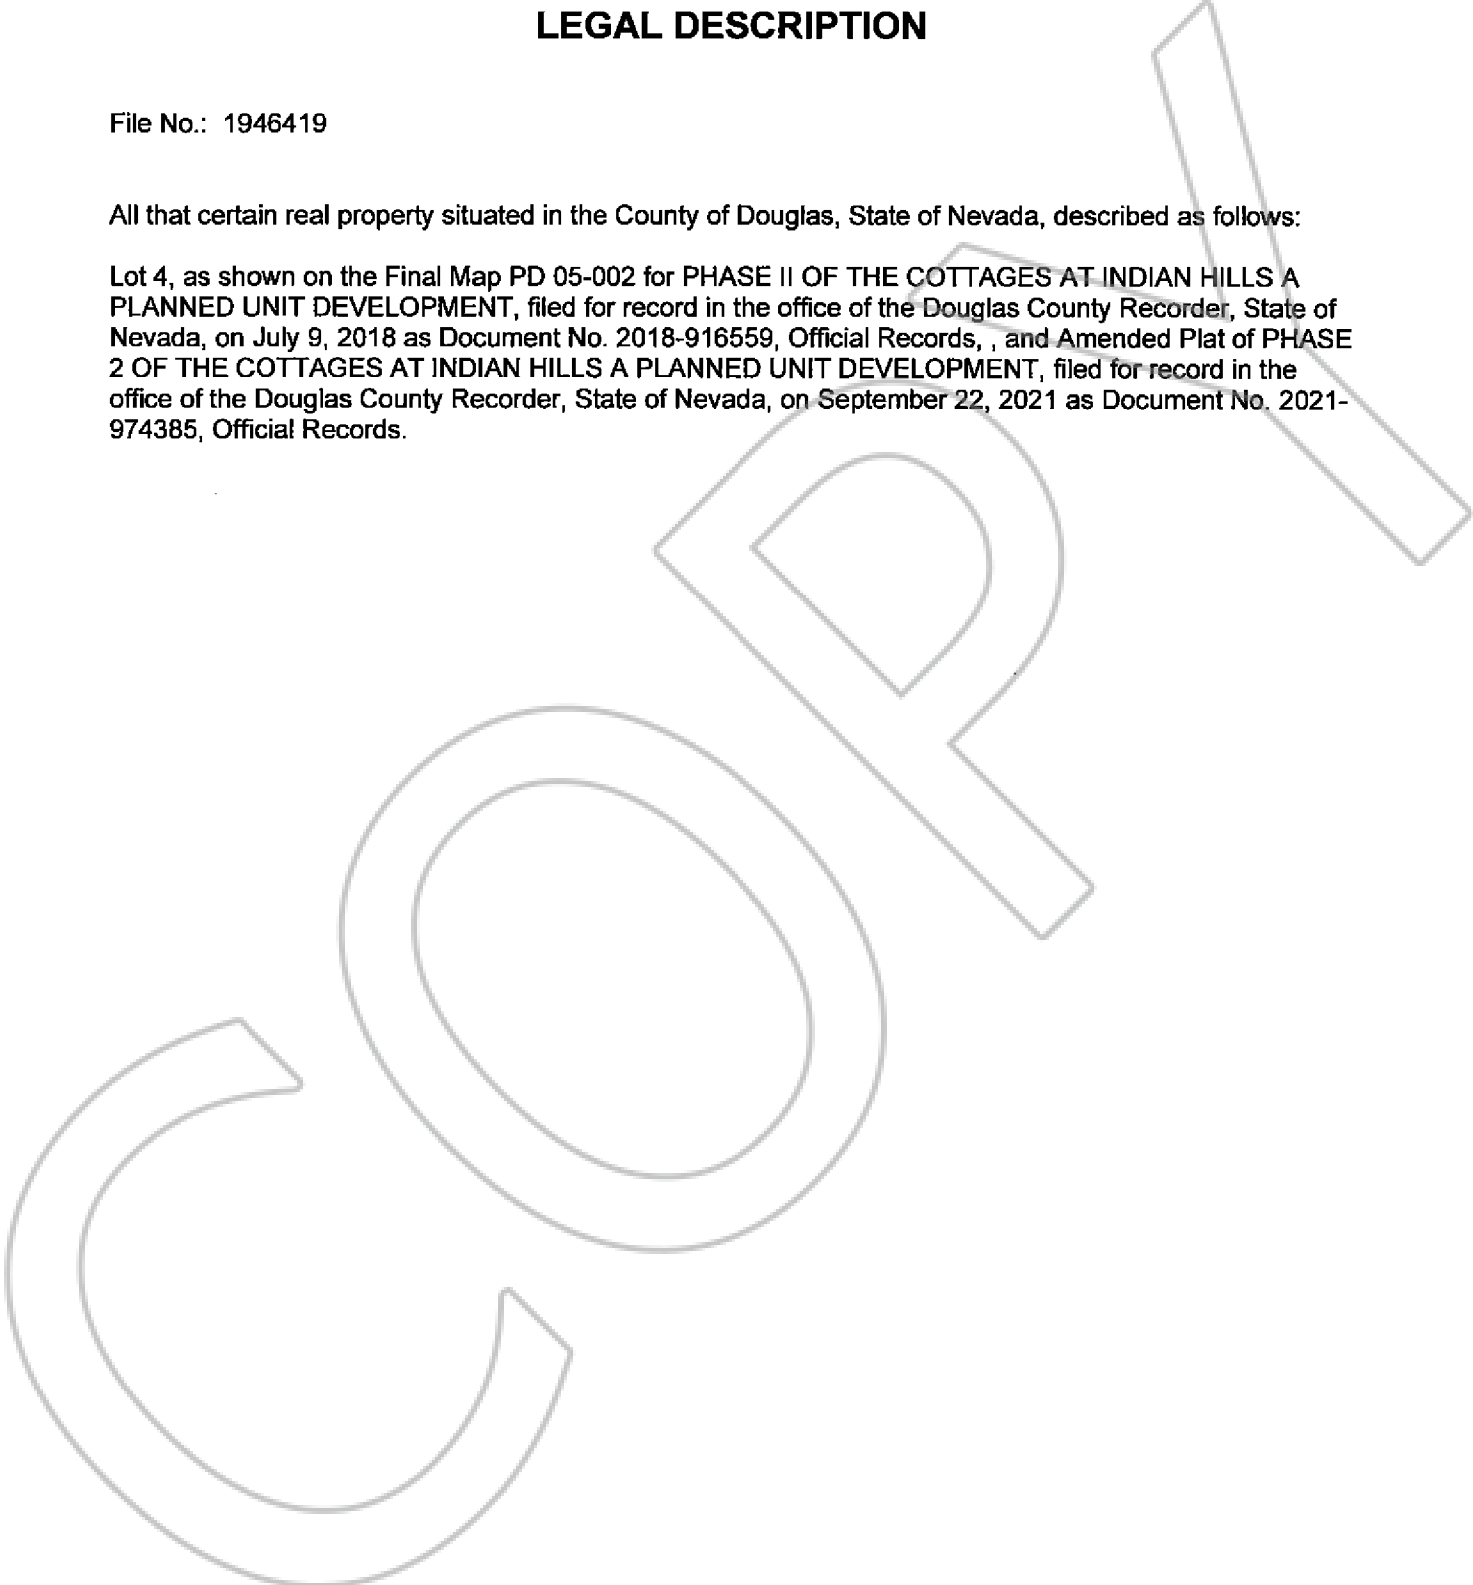 LEGAL DESCRIPTION
File No.: 1946419
All that certain real property situated in the County of Douglas, State of Nevada, described as follows:
Lot 4, as shown on the Final Map PD 05-002 for PHASE II OF THE COTTAGES AT INDIAN HILLS A
PLANNED UNIT DEVELOPMENT, filed for record in the office of the Douglas County Recorder, State of
Nevada, on July 9, 2018 as Document No. 2018-916559, Official Records, , and Amended Plat of PHASE
2 OF THE COTTAGES AT INDIAN HILLS A PLANNED UNIT DEVELOPMENT, filed for record in the
office of the Douglas County Recorder, State of Nevada, on September 22, 2021 as Document No. 2021-
974385, Official Records.
COPY